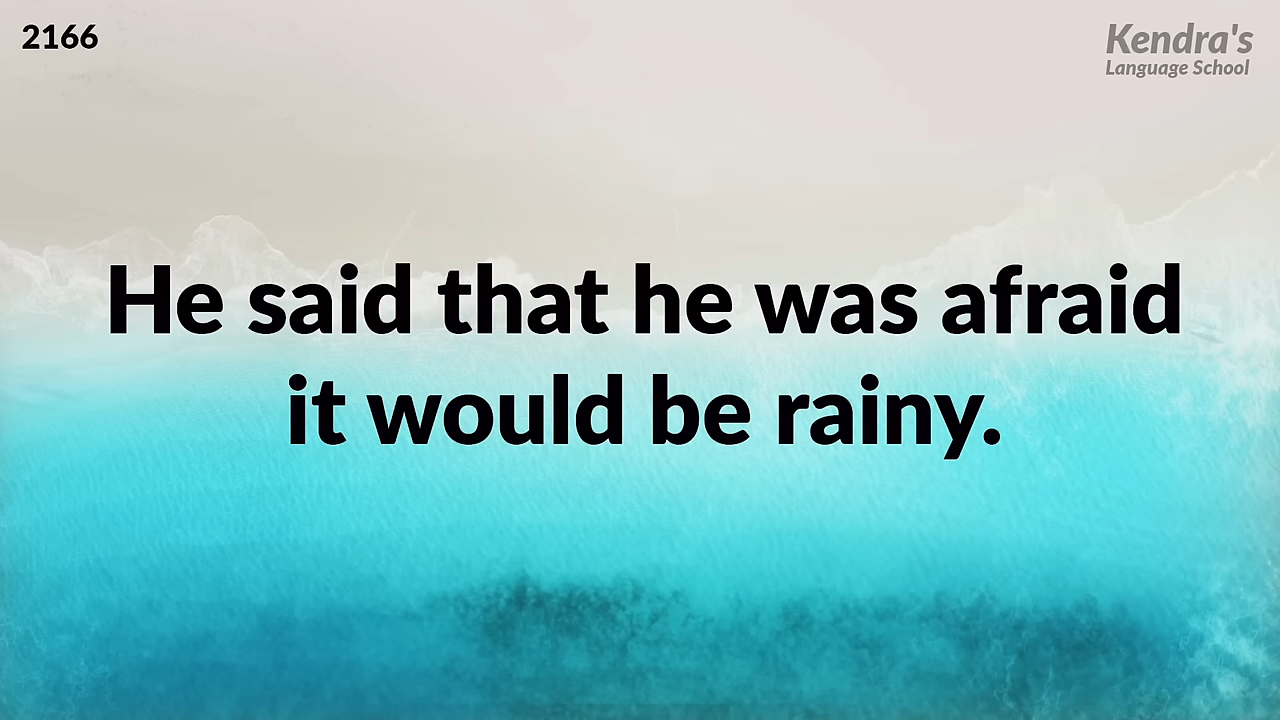 2166
Kendra's
Language School
He said that he was afraid
it would be rainy.